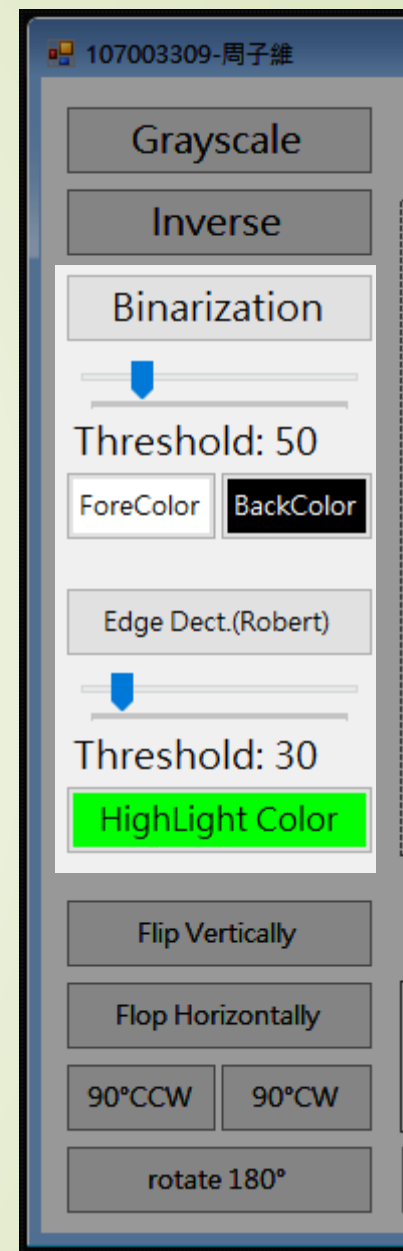 107003309-周子維
Grayscale
Inverse
Binarization
Threshold: 50
ForeColor BackColor
Edge Dect.(Robert)
Threshold: 30
HighLight Color
Flip Vertically
Flop Horizontally
90°CCW 90°CW
rotate 180°